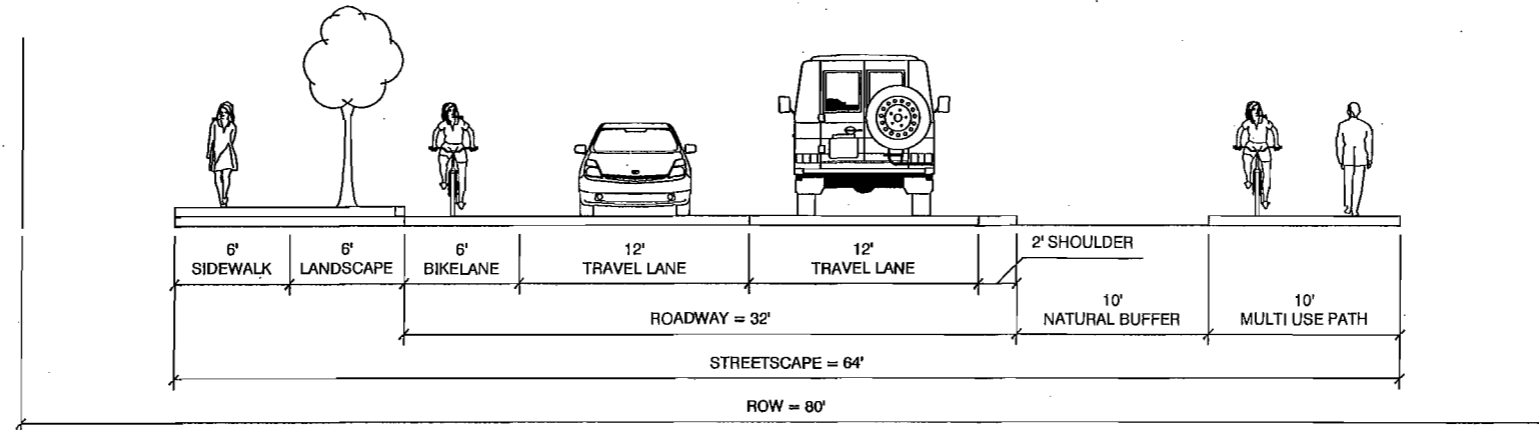 6'
SIDEWALK
6'
LANDSCAPE
6'
BIKELANE
12'
TRAVEL LANE
12'
TRAVEL LANE
2' SHOULDER
10'
NATURAL BUFFER
10'
MULTI USE PATH
ROADWAY = 32'
STREETSCAPE = 64'
ROW = 80'